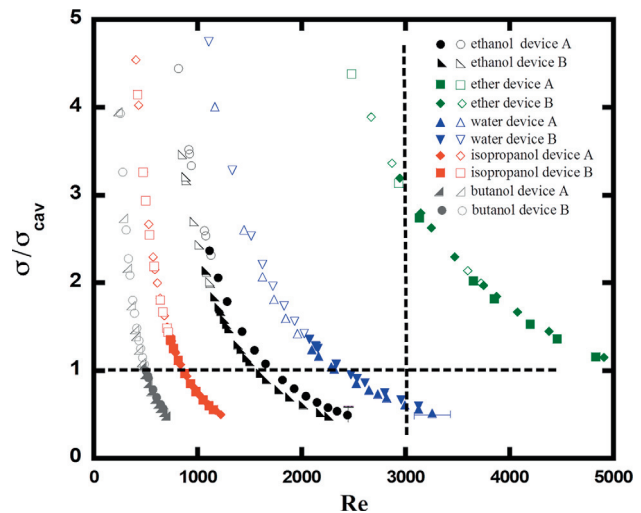 5
4
3
2
1
0
0
1000
2000
3000
4000
5000
σ/σcav
Re
ethanol device A
ethanol device B
ether device A
ether device B
water device A
water device B
isopropanol device A
isopropanol device B
butanol device A
butanol device B